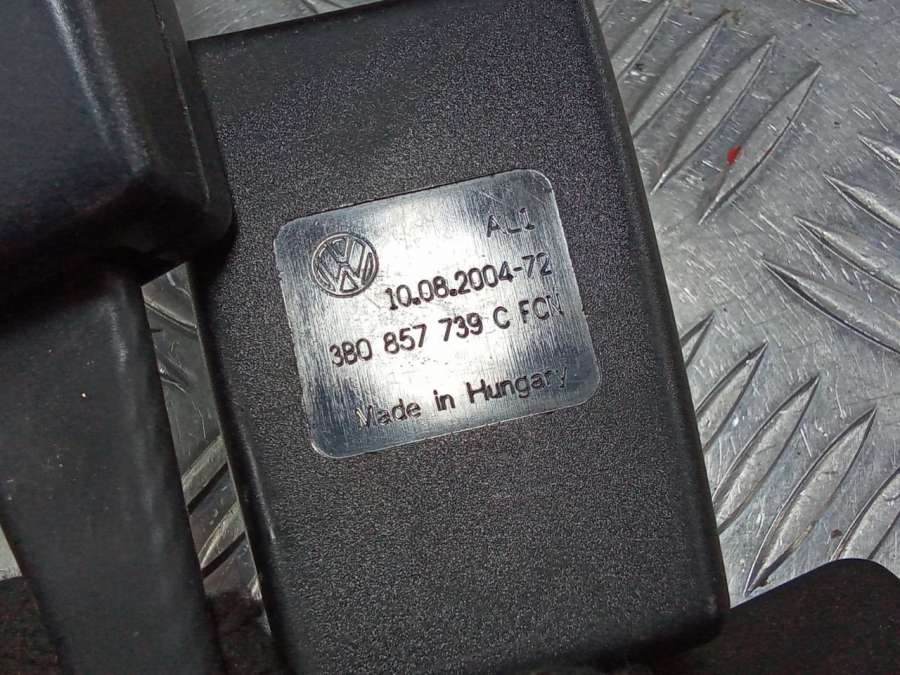 AL1
10.08.2004-72
3B0 857 739 C FCN
Made in Hungary